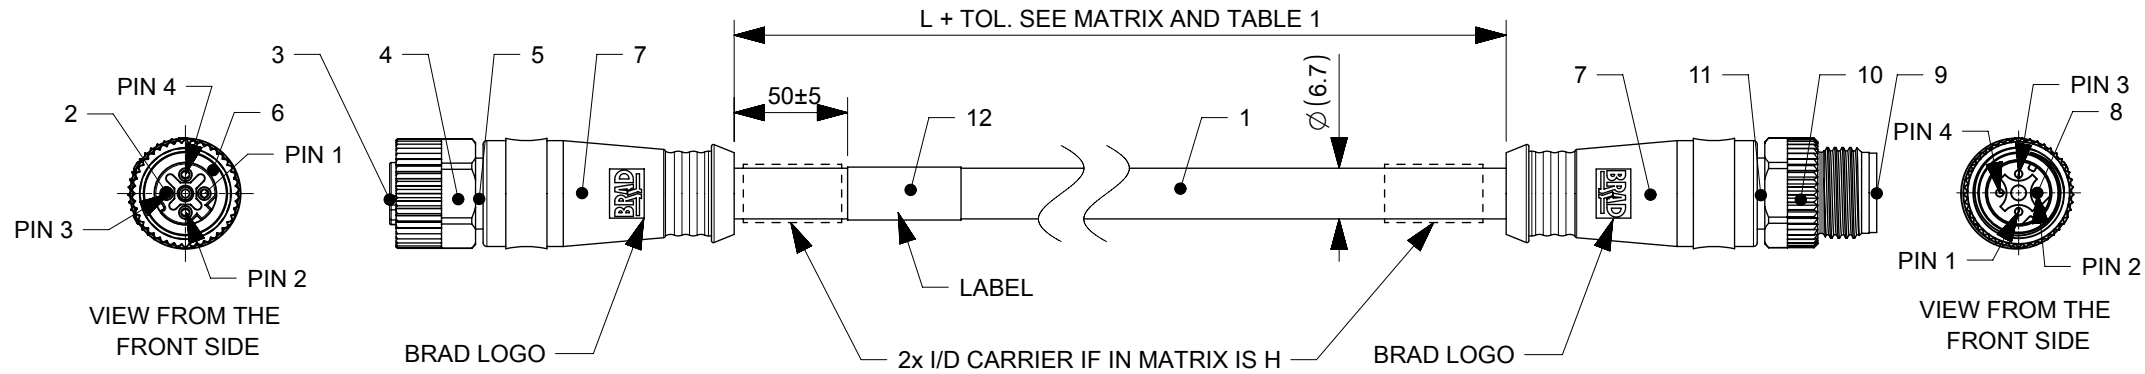 L + TOL. SEE MATRIX AND TABLE 1
3
4
5
7
7
11
10
9
PIN 4
50±5
Ø (6.7)
PIN 3
2
6
12
1
8
PIN 1
PIN 4
BRAD
BRAD
PIN 3
PIN 1
PIN 2
PIN 2
LABEL
VIEW FROM THE
FRONT SIDE
VIEW FROM THE
FRONT SIDE
BRAD LOGO
2x I/D CARRIER IF IN MATRIX IS H
BRAD LOGO